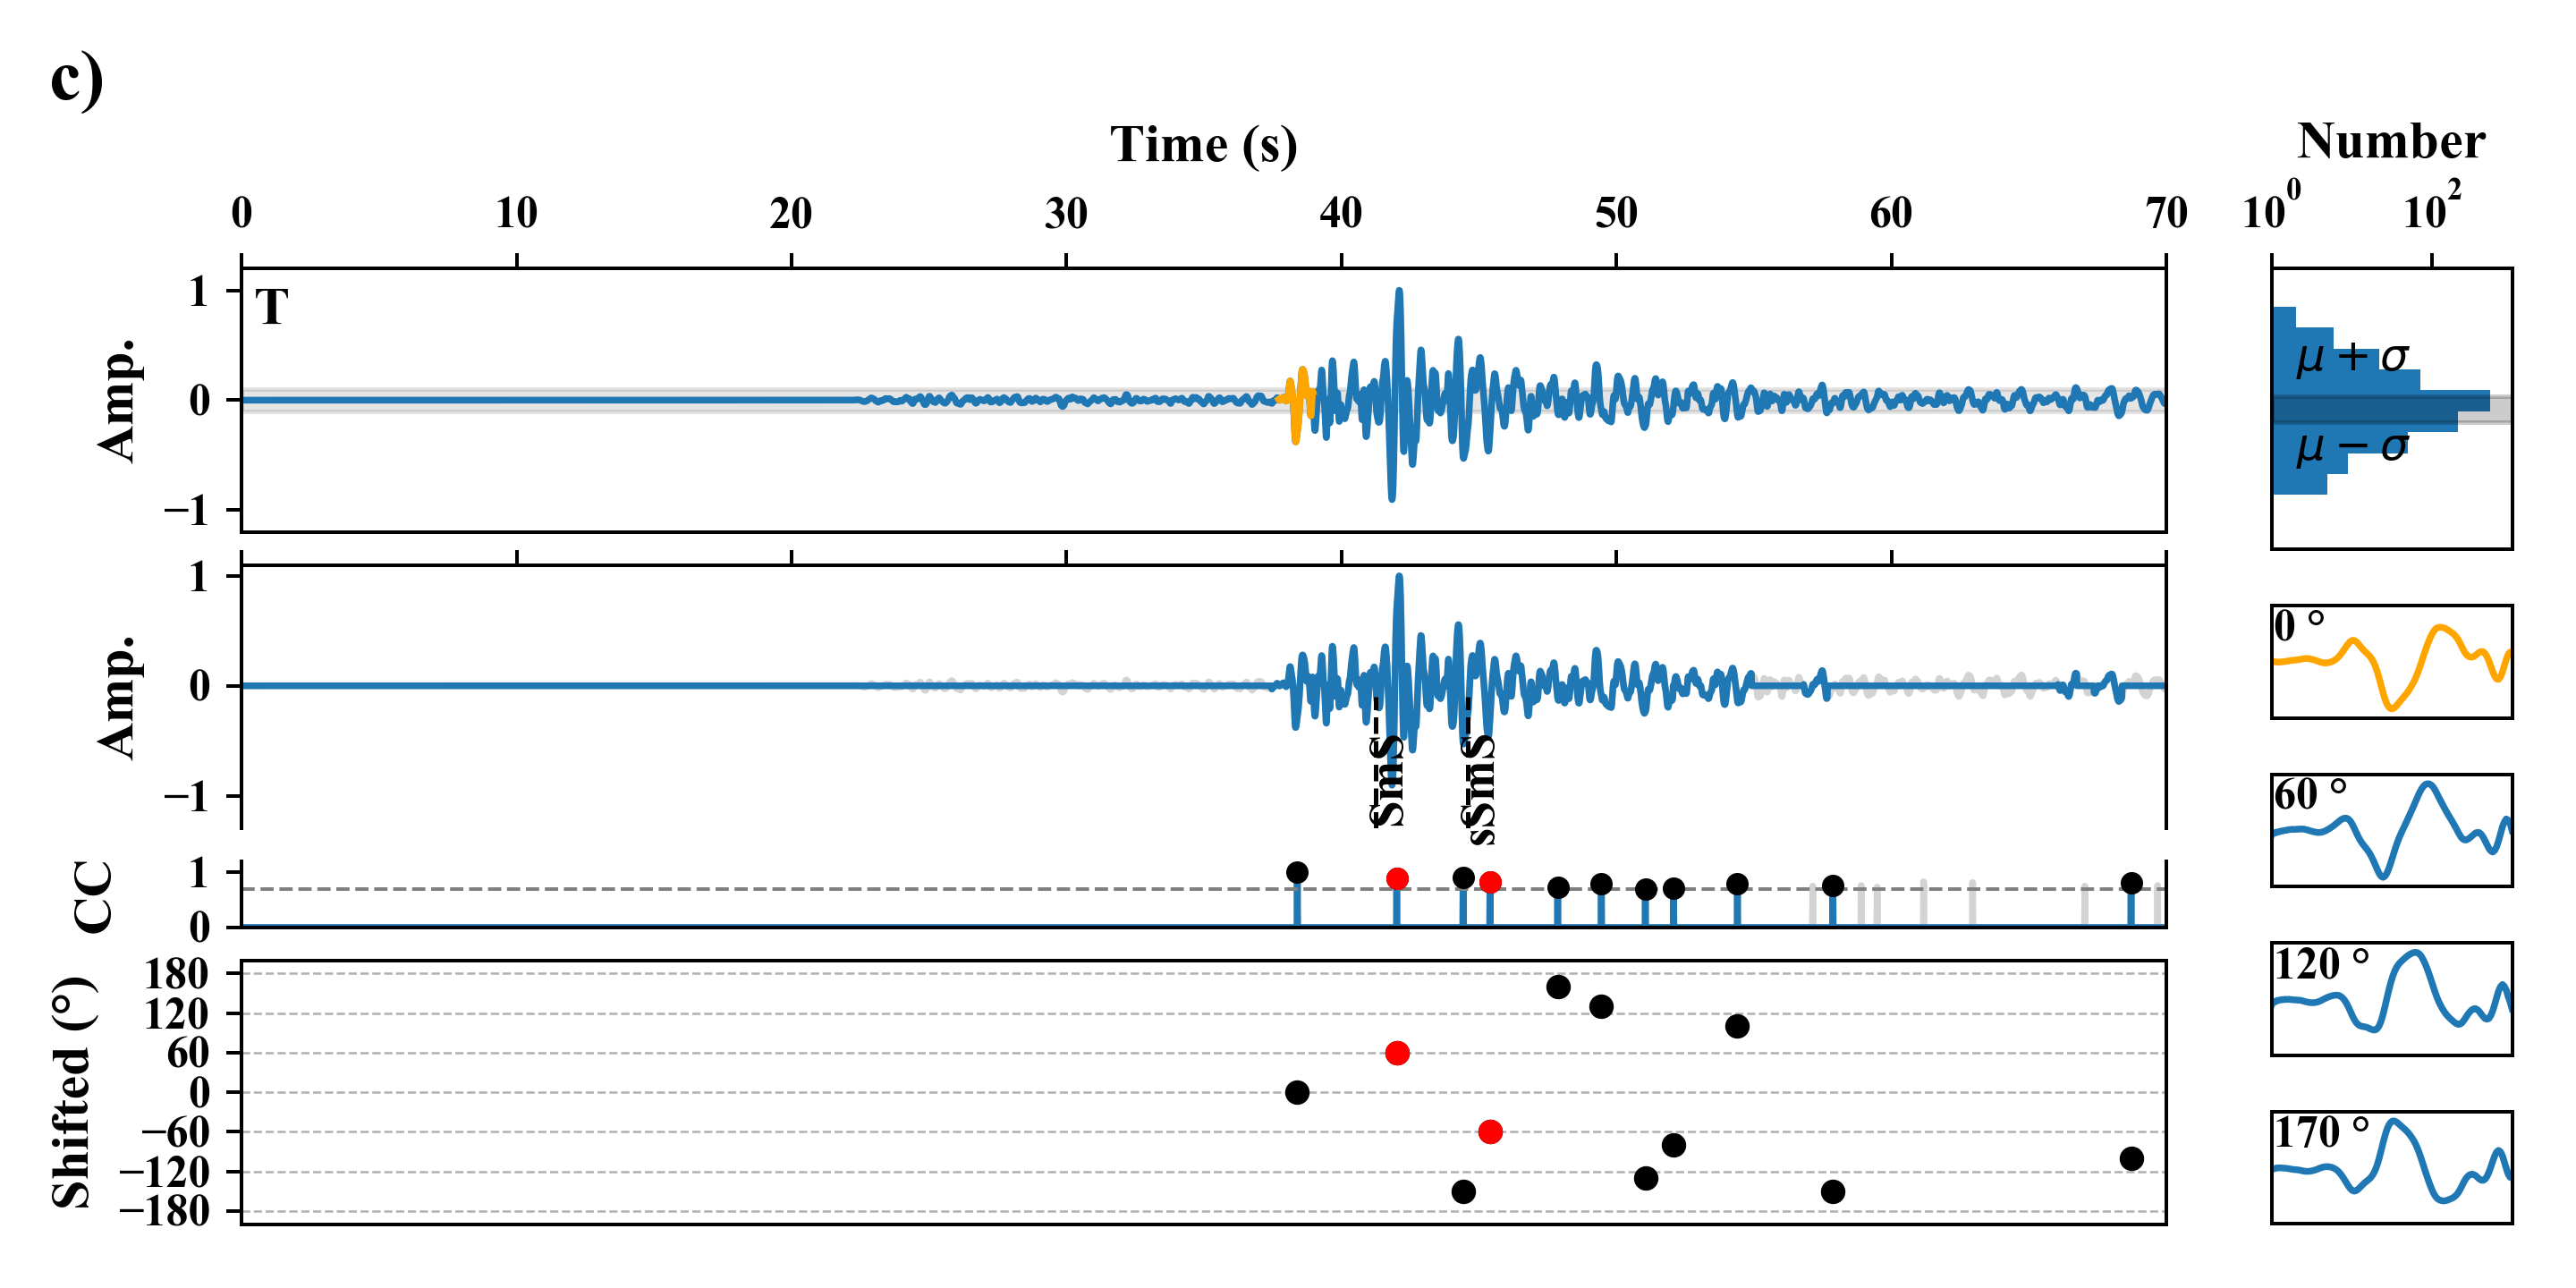 c)
Time (s)
Number
0 10 20 30 40 50 60 70
10^0 10^2
T
Amp.
1
0
−1
μ + σ
μ − σ
Amp.
1
0
−1
SmS
sSmS
0 °
60 °
CC
1
0
120 °
Shifted (°)
180
120
60
0
−60
−120
−180
170 °